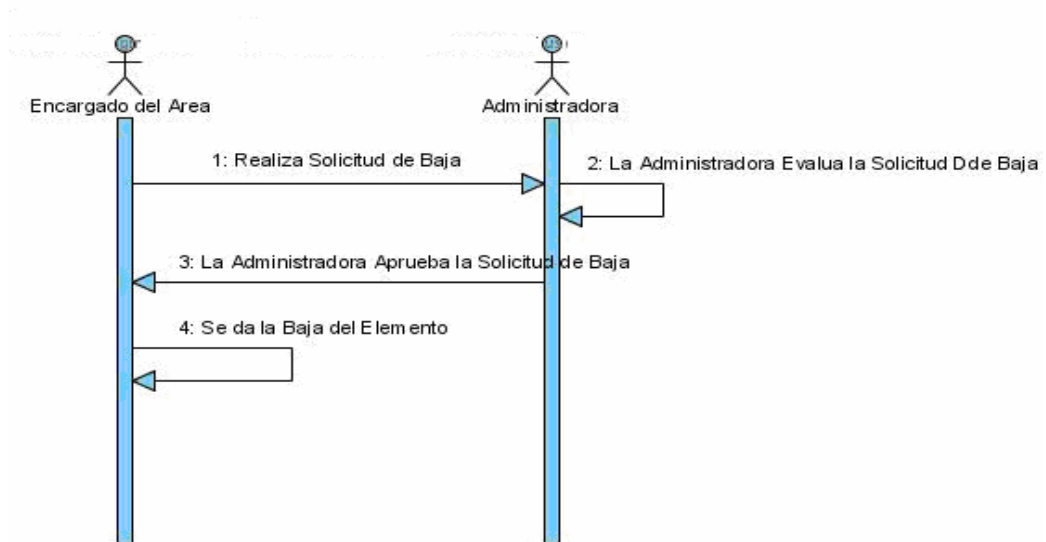 Encargado del Area
Administradora
1: Realiza Solicitud de Baja
2: La Administradora Evalua la Solicitud Dde Baja
3: La Administradora Aprueba la Solicitud de Baja
4: Se da la Baja del Elemento